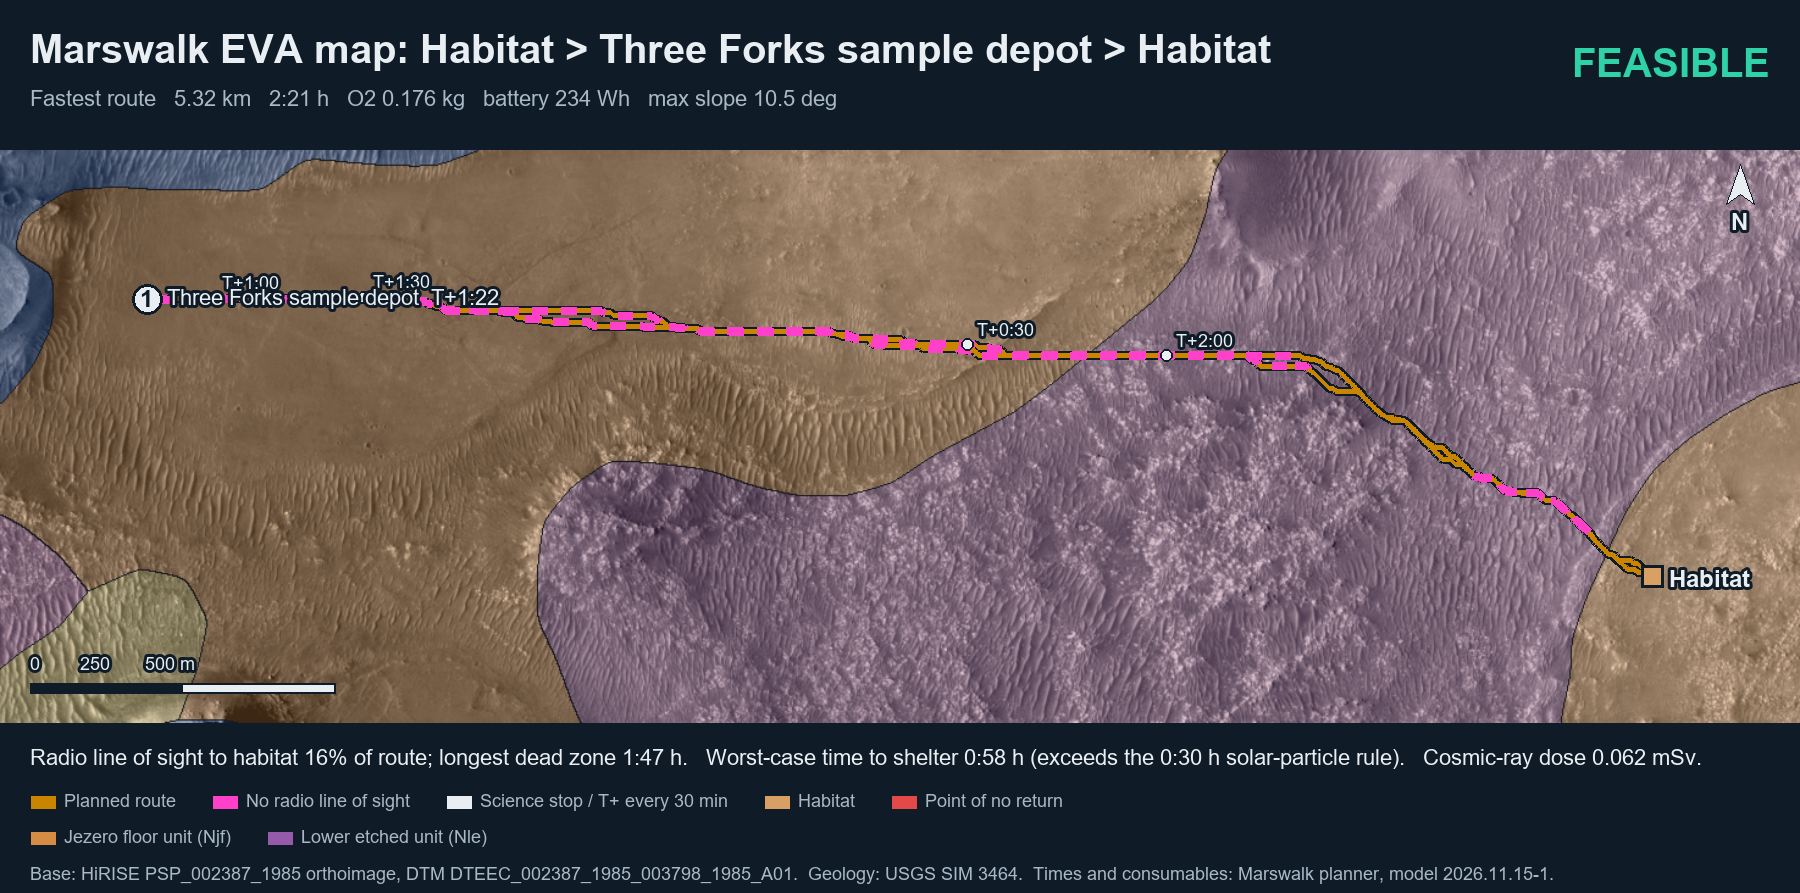 Marswalk EVA map: Habitat > Three Forks sample depot > Habitat
FEASIBLE
Fastest route   5.32 km   2:21 h   O2 0.176 kg   battery 234 Wh   max slope 10.5 deg
N
T+1:00
T+1:30
1
Three Forks sample depot   T+1:22
T+0:30
T+2:00
Habitat
0   250   500 m
Radio line of sight to habitat 16% of route; longest dead zone 1:47 h.   Worst-case time to shelter 0:58 h (exceeds the 0:30 h solar-particle rule).   Cosmic-ray dose 0.062 mSv.
Planned route   No radio line of sight   Science stop / T+ every 30 min   Habitat   Point of no return
Jezero floor unit (Njf)   Lower etched unit (Nle)
Base: HiRISE PSP_002387_1985 orthoimage, DTM DTEEC_002387_1985_003798_1985_A01.  Geology: USGS SIM 3464.  Times and consumables: Marswalk planner, model 2026.11.15-1.